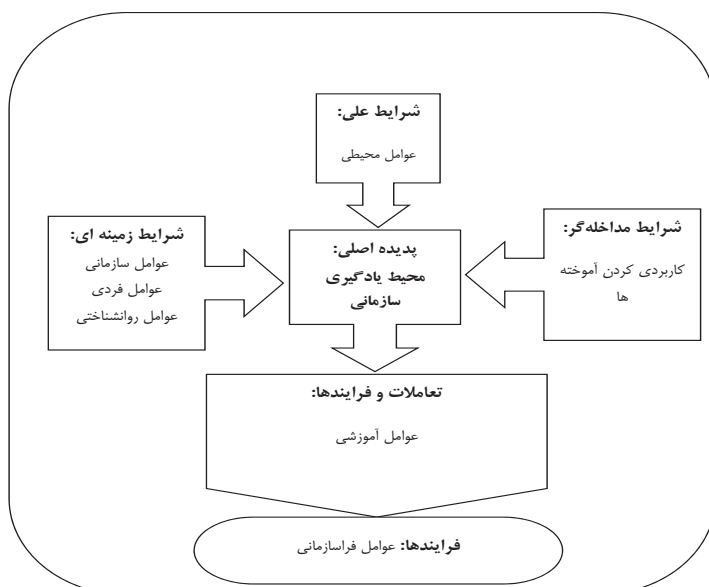 شرایط علی:
عوامل محیطی
شرایط زمینه ای:
عوامل سازمانی
عوامل فردی
عوامل روانشناختی
پدیده اصلی:
محیط یادگیری
سازمانی
شرایط مداخله‌گر:
کاربردی کردن آموخته
ها
تعاملات و فرایندها:
عوامل آموزشی
فرایندها: عوامل فراسازمانی